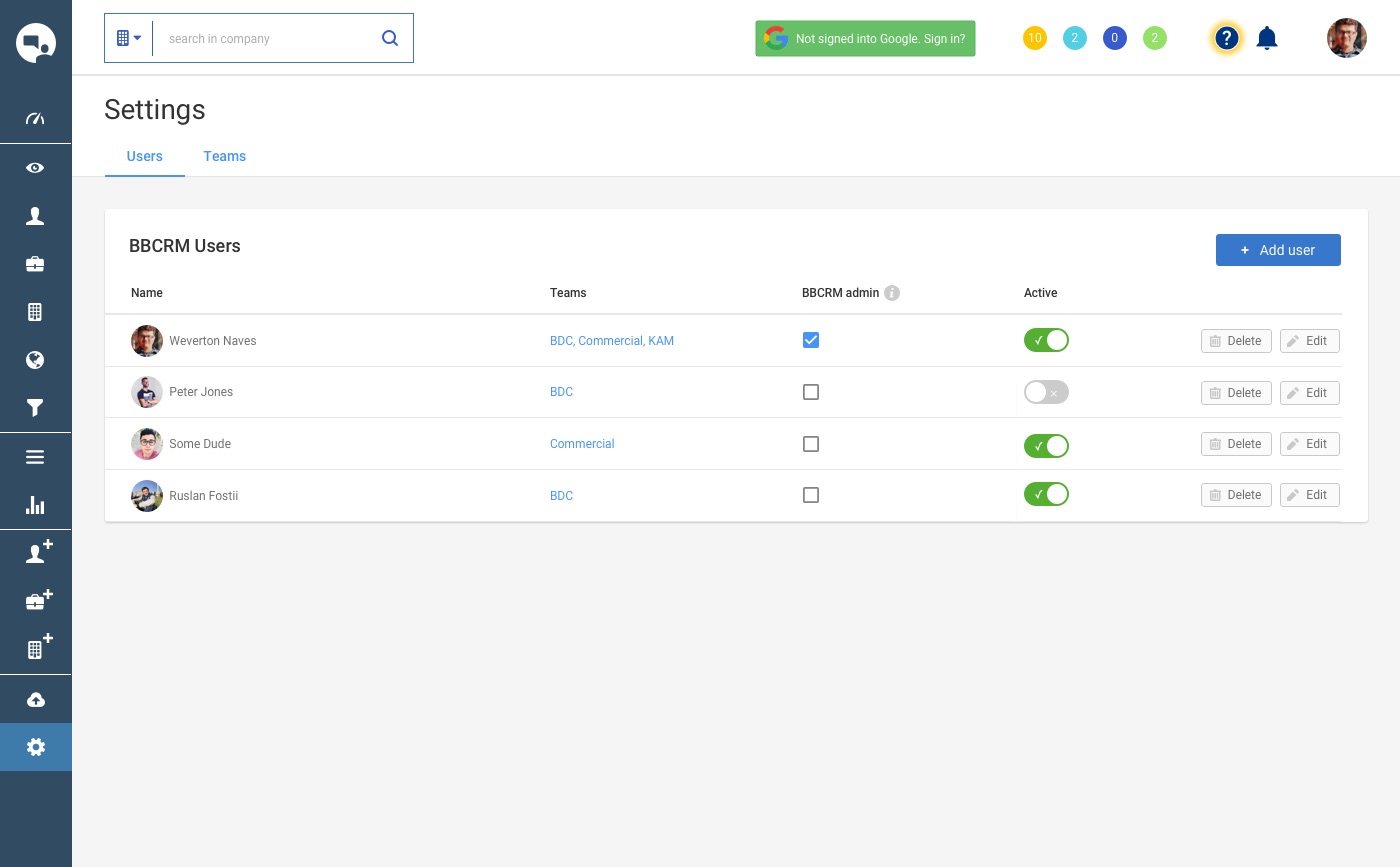 search in company
Not signed into Google. Sign in?
10
2
0
2
?
Settings
Users Teams
BBCRM Users
+ Add user
Name Teams BBCRM admin i Active
Weverton Naves BDC, Commercial, KAM Delete Edit
Peter Jones BDC Delete Edit
Some Dude Commercial Delete Edit
Ruslan Fostii BDC Delete Edit